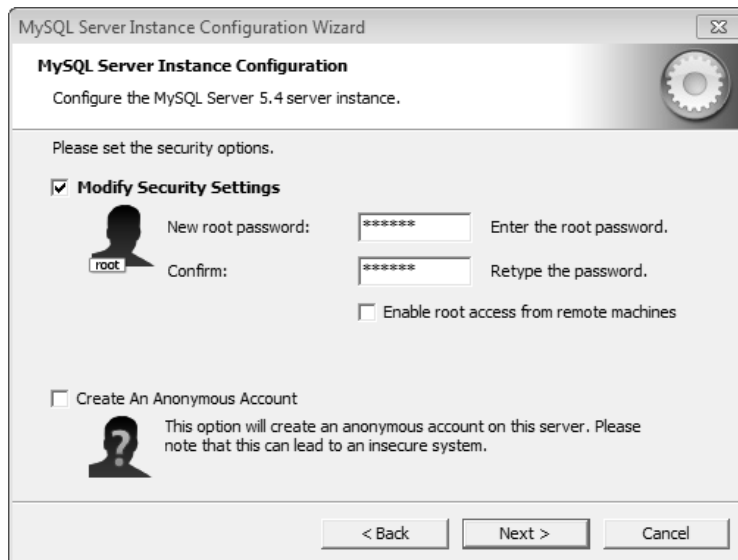 MySQL Server Instance Configuration Wizard
MySQL Server Instance Configuration
Configure the MySQL Server 5.4 server instance.
Please set the security options.
Modify Security Settings
New root password: ****** Enter the root password.
root
Confirm: ****** Retype the password.
Enable root access from remote machines
Create An Anonymous Account
This option will create an anonymous account on this server. Please
note that this can lead to an insecure system.
< Back Next > Cancel